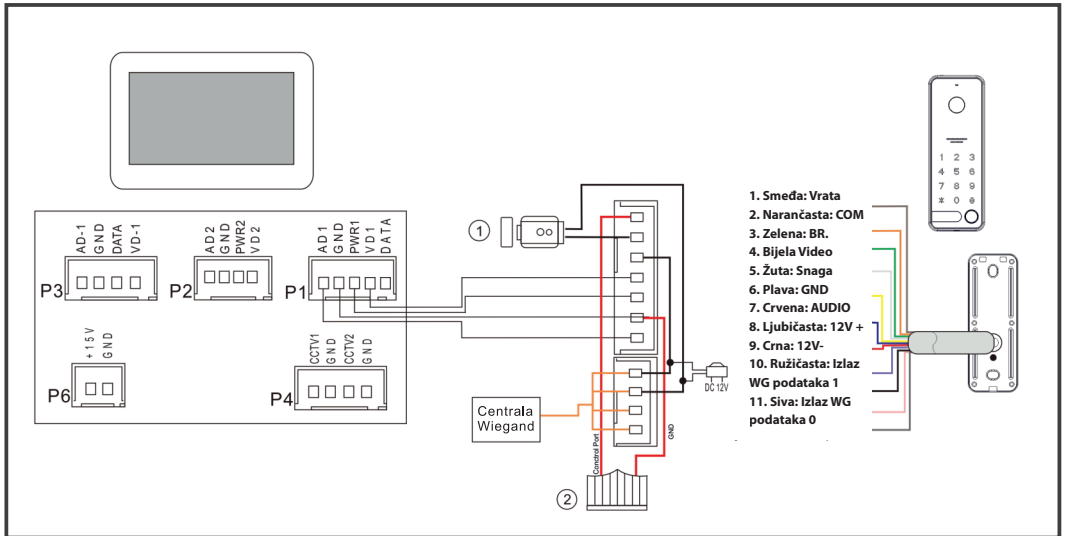 AD-1
GND
DATA
VD-1
P3
AD2
GND
PWR2
VD2
P2
AD1
GND
PWR1
VD1
DATA
P1
+15V
GND
P6
CCTV1
GND
CCTV2
GND
P4
1
Centrala
Wiegand
DC 12V
Condrol Port
GND
2
1 2 3
4 5 6
7 8 9
1. Smeđa: Vrata
2. Narančasta: COM
3. Zelena: BR.
4. Bijela Video
5. Žuta: Snaga
6. Plava: GND
7. Crvena: AUDIO
8. Ljubičasta: 12V +
9. Crna: 12V-
10. Ružičasta: Izlaz
WG podataka 1
11. Siva: Izlaz WG
podataka 0